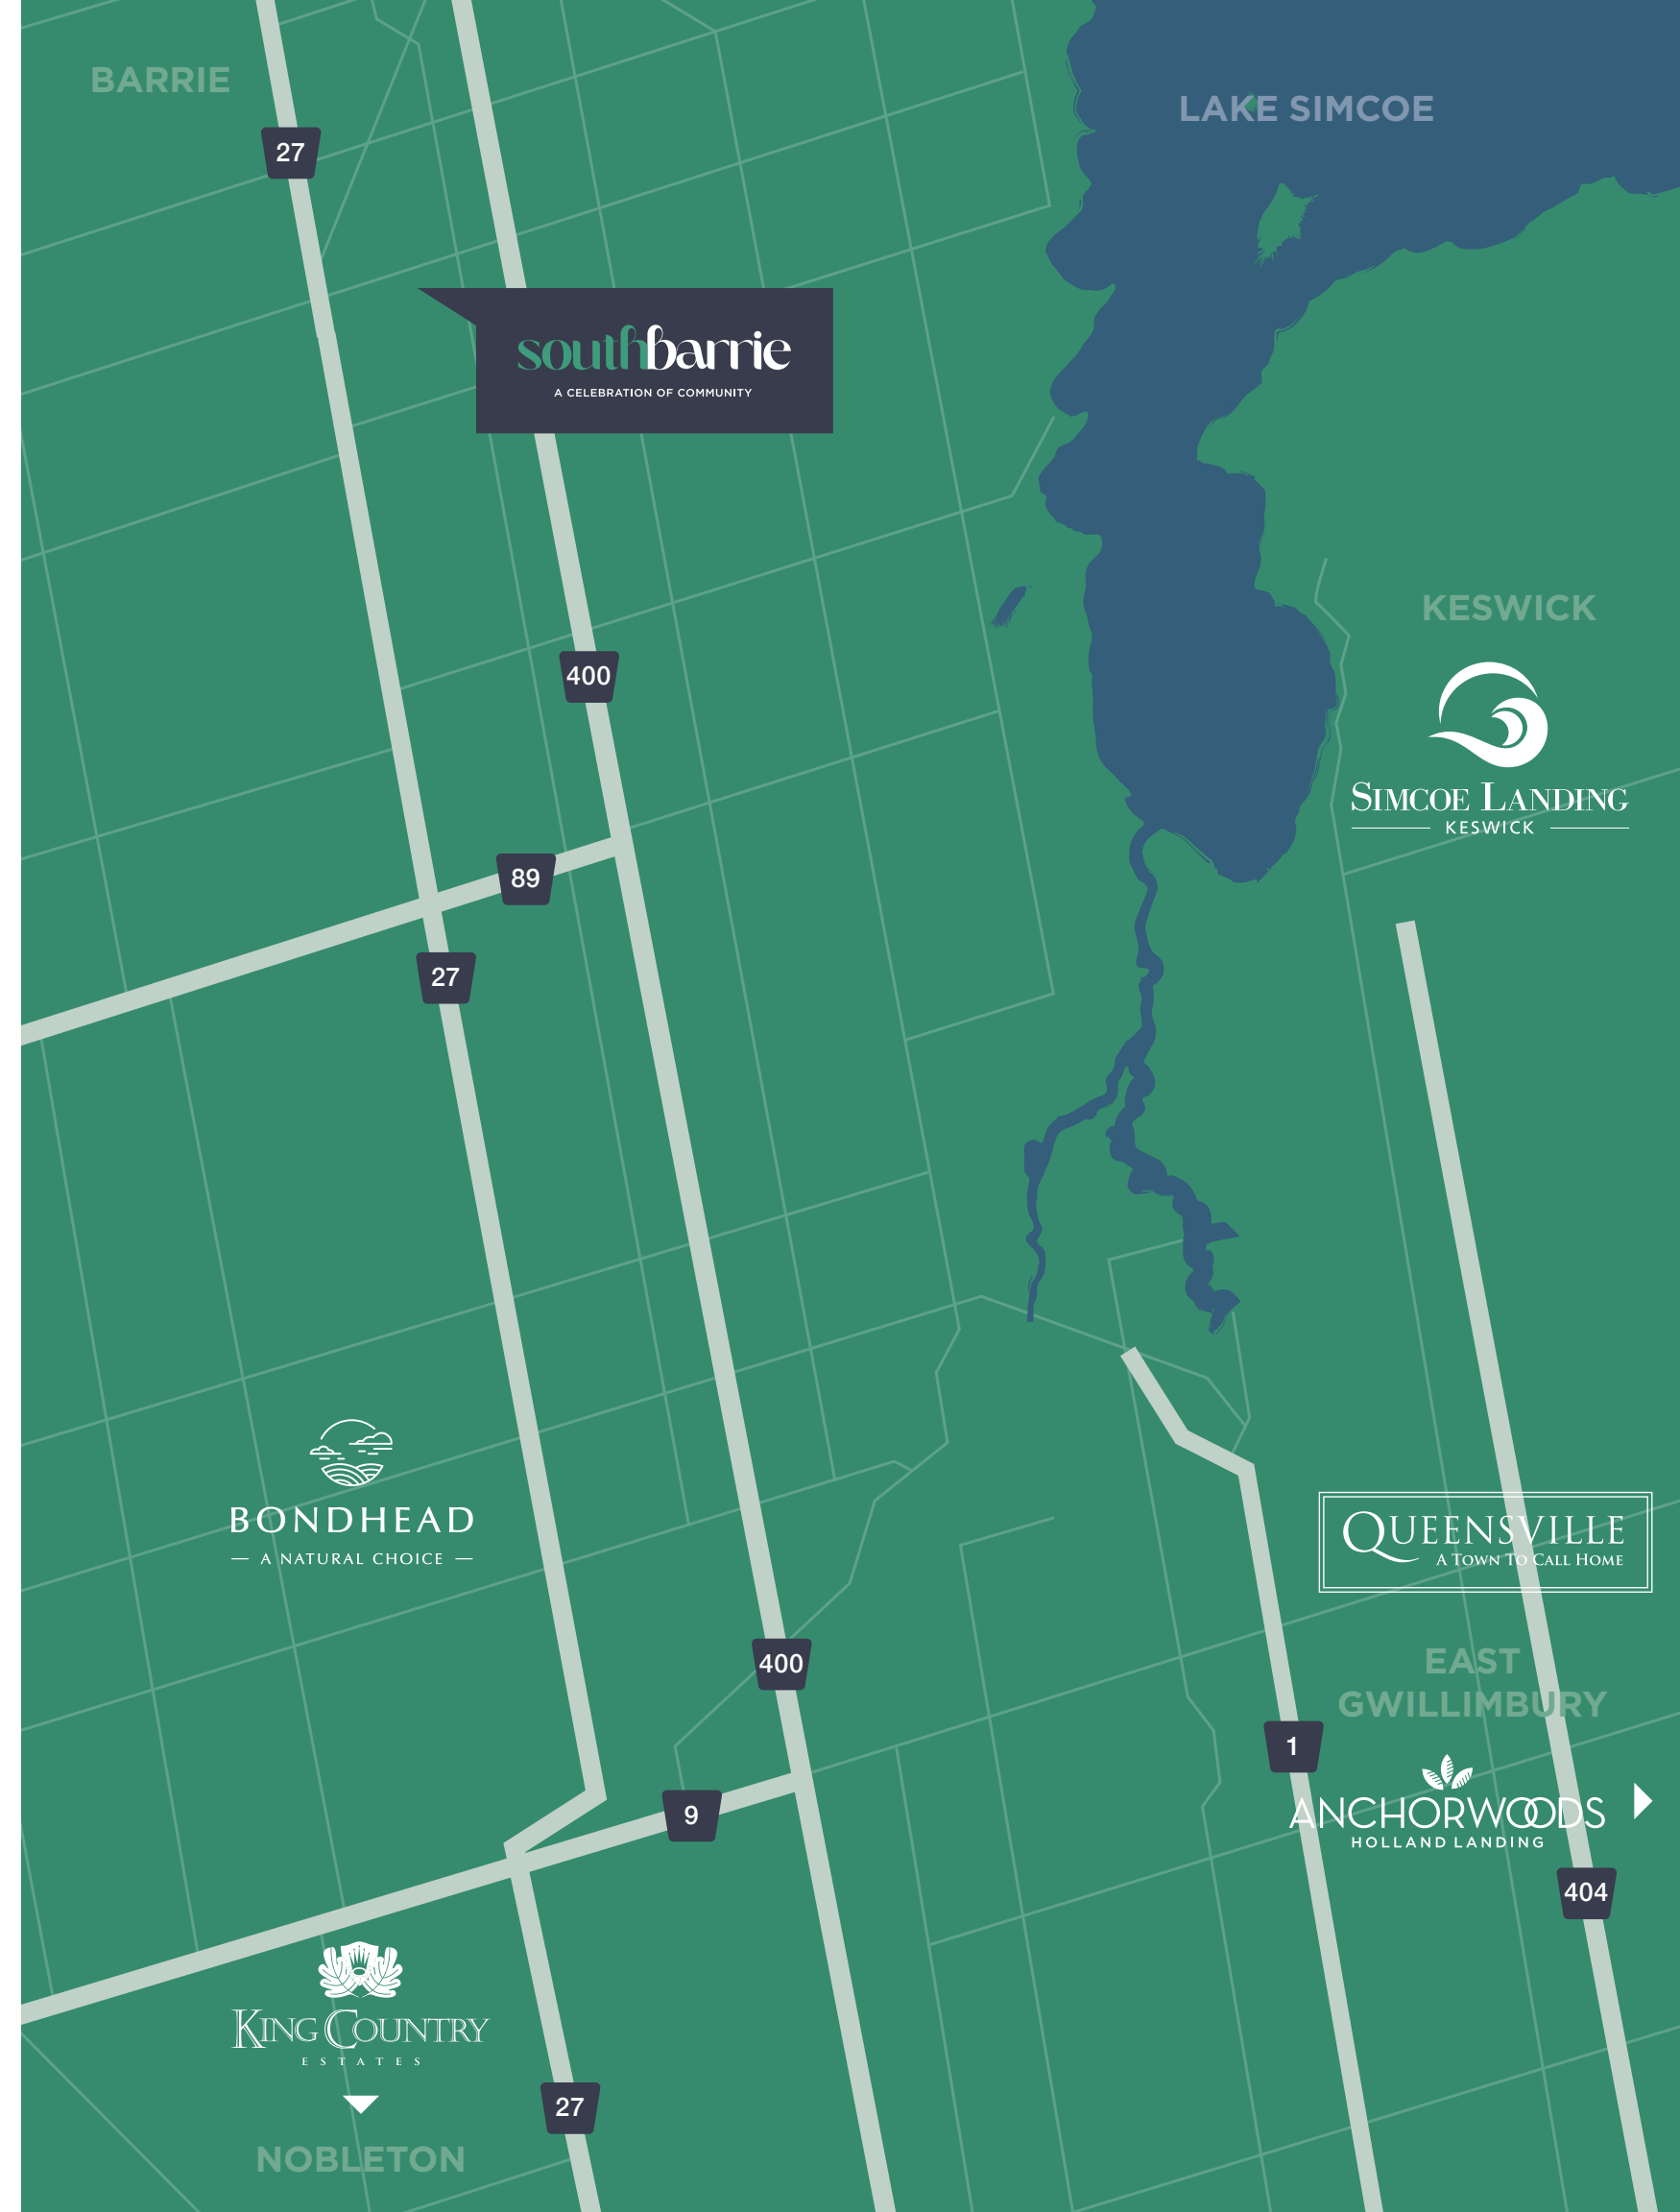 BARRIE
LAKE SIMCOE
27
southbarrie
A CELEBRATION OF COMMUNITY
KESWICK
400
SIMCOE LANDING
KESWICK
89
27
BONDHEAD
A NATURAL CHOICE
QUEENSVILLE
A TOWN TO CALL HOME
EAST
GWILLIMBURY
400
1
9
ANCHORWOODS
HOLLAND LANDING
404
KING COUNTRY
ESTATES
27
NOBLETON